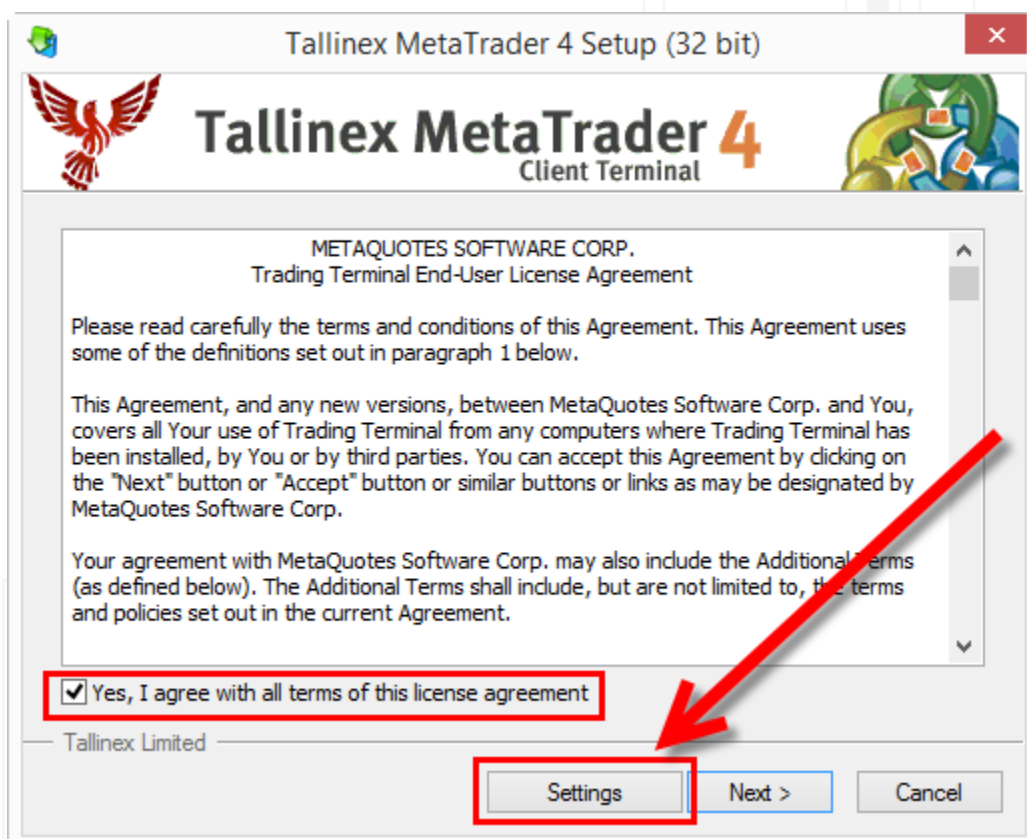 Tallinex MetaTrader 4 Setup (32 bit)
Tallinex MetaTrader 4
Client Terminal
METAQUOTES SOFTWARE CORP.
Trading Terminal End-User License Agreement
Please read carefully the terms and conditions of this Agreement. This Agreement uses
some of the definitions set out in paragraph 1 below.
This Agreement, and any new versions, between MetaQuotes Software Corp. and You,
covers all Your use of Trading Terminal from any computers where Trading Terminal has
been installed, by You or by third parties. You can accept this Agreement by clicking on
the "Next" button or "Accept" button or similar buttons or links as may be designated by
MetaQuotes Software Corp.
Your agreement with MetaQuotes Software Corp. may also include the Additional Terms
(as defined below). The Additional Terms shall include, but are not limited to, the terms
and policies set out in the current Agreement.
Yes, I agree with all terms of this license agreement
Tallinex Limited
Settings Next > Cancel